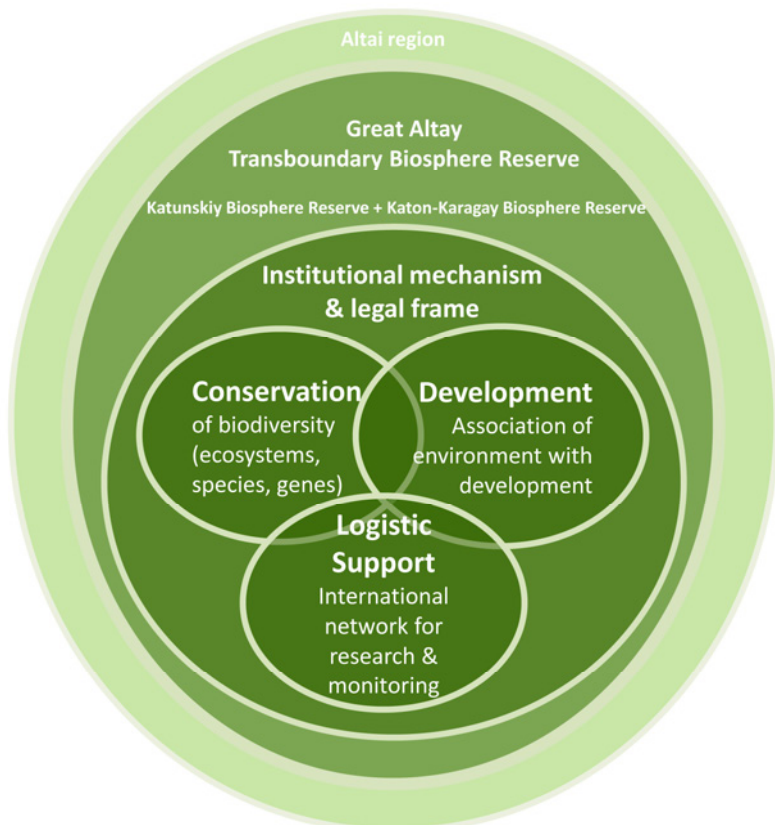 Altai region
Great Altay
Transboundary Biosphere Reserve
Katunskiy Biosphere Reserve + Katon-Karagay Biosphere Reserve
Institutional mechanism
& legal frame
Conservation
of biodiversity
(ecosystems,
species, genes)
Development
Association of
environment with
development
Logistic
Support
International
network for
research &
monitoring